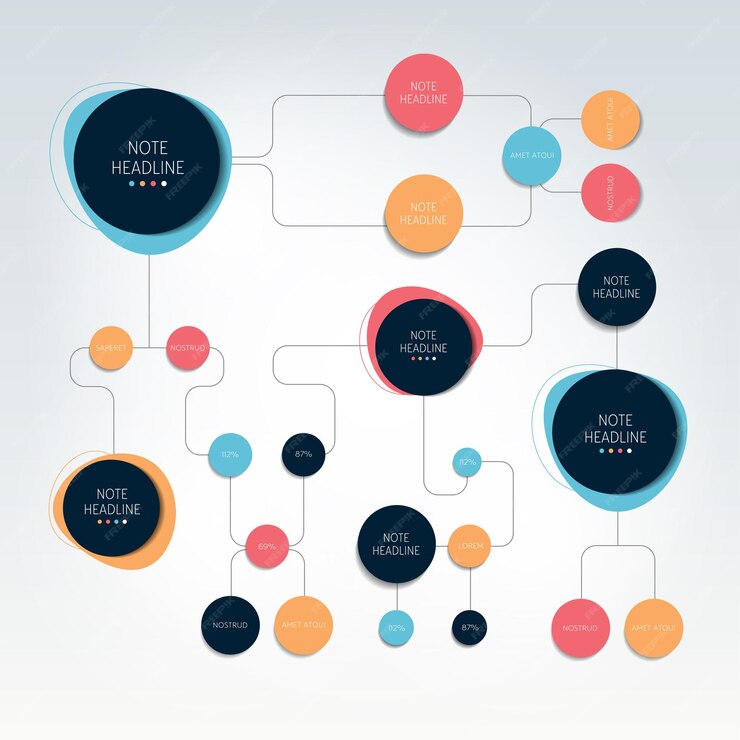 NOTE
HEADLINE
NOTE
HEADLINE
AMET ATQUI
AMET ATQUI
NOSTRUD
NOTE
HEADLINE
NOTE
HEADLINE
NOTE
HEADLINE
SAPERET
NOSTRUD
NOTE
HEADLINE
112%
87%
112%
NOTE
HEADLINE
69%
NOTE
HEADLINE
LOREM
NOSTRUD
AMET ATQUI
112%
87%
NOSTRUD
AMET ATQUI
FREEPIK